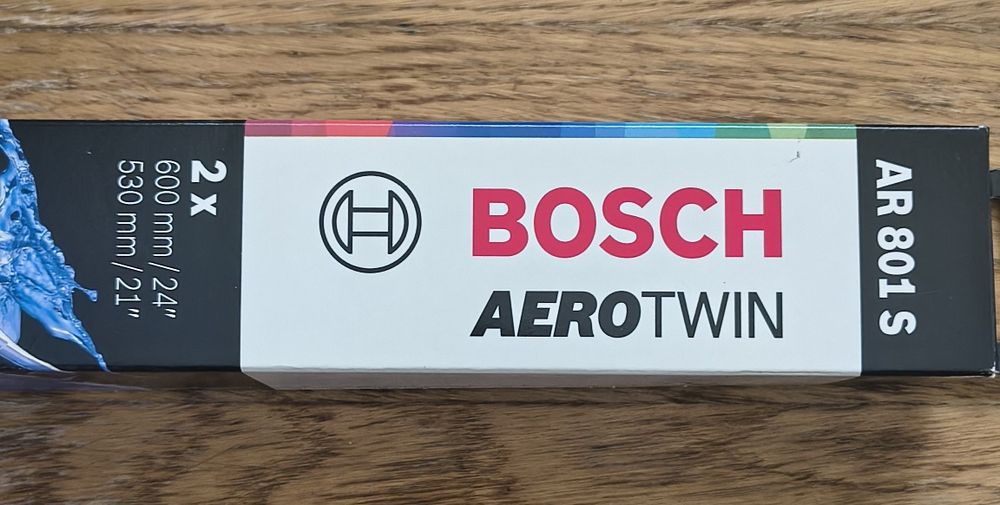 2 x
600 mm / 24"
530 mm / 21"
BOSCH
AEROTWIN
AR 801 S